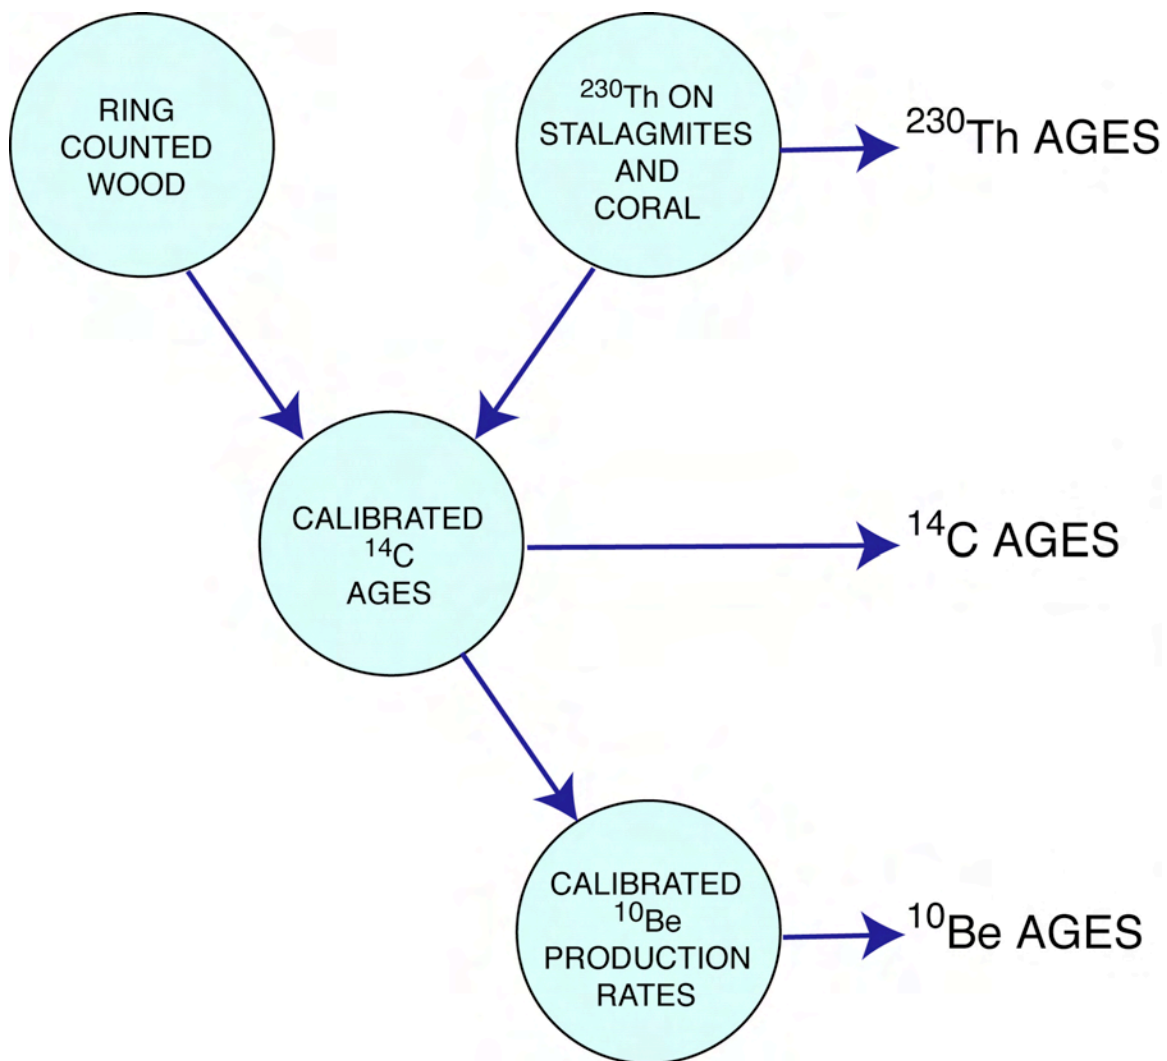 RING
COUNTED
WOOD
²³⁰Th ON
STALAGMITES
AND
CORAL
²³⁰Th AGES
CALIBRATED
¹⁴C
AGES
¹⁴C AGES
CALIBRATED
¹⁰Be
PRODUCTION
RATES
¹⁰Be AGES